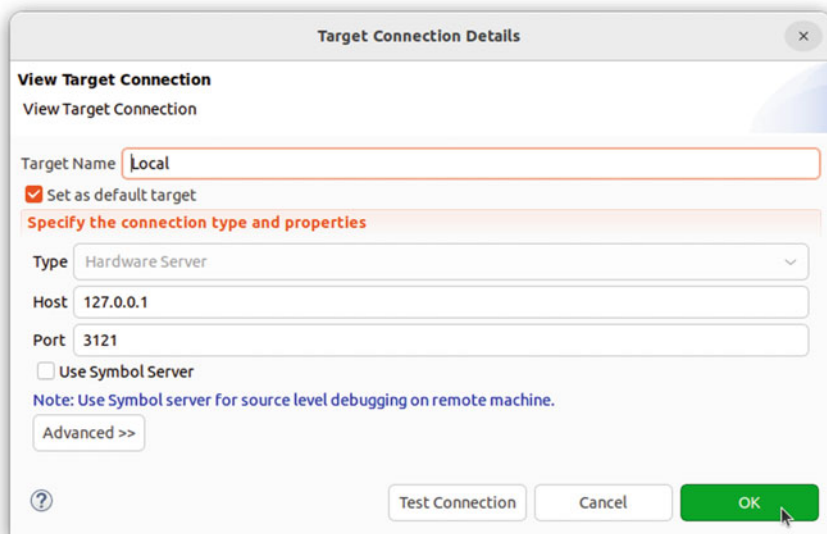 Target Connection Details
View Target Connection
View Target Connection
Target Name Local
Set as default target
Specify the connection type and properties
Type Hardware Server
Host 127.0.0.1
Port 3121
Use Symbol Server
Note: Use Symbol server for source level debugging on remote machine.
Advanced >>
? Test Connection Cancel OK